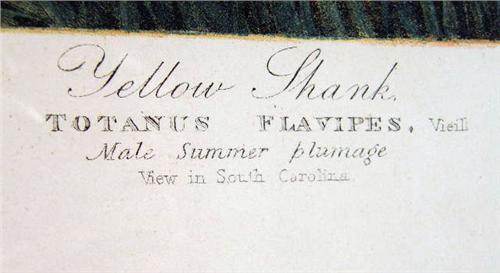 Yellow Shank.
TOTANUS FLAVIPES. Vieill
Male Summer plumage
View in South Carolina